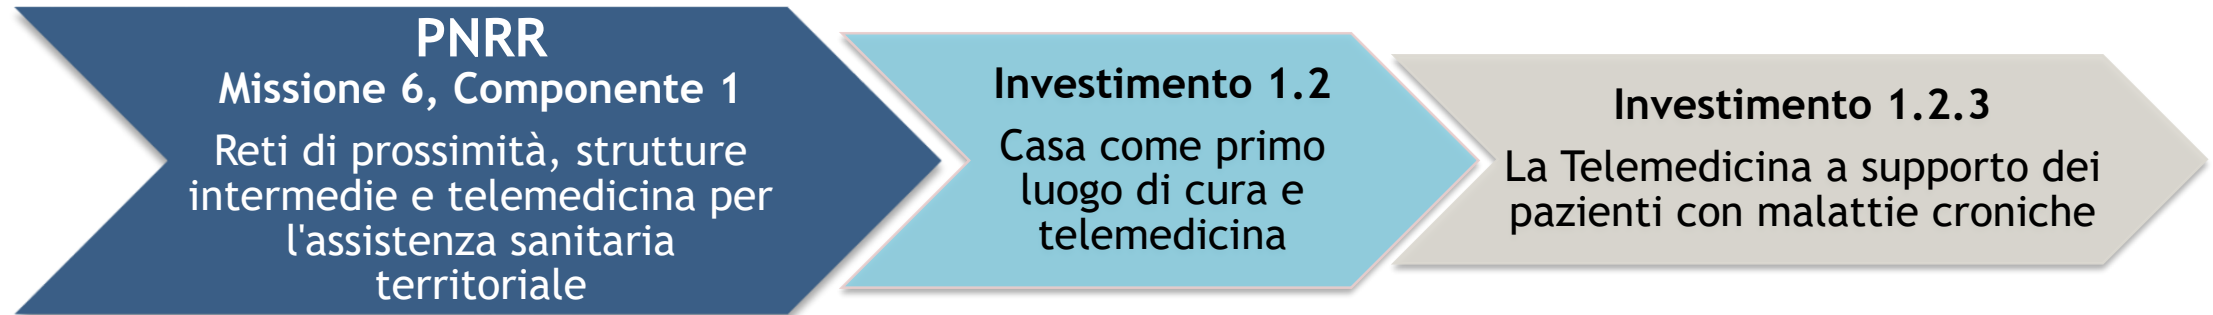 PNRR
Missione 6, Componente 1
Reti di prossimità, strutture
intermedie e telemedicina per
l'assistenza sanitaria
territoriale
Investimento 1.2
Casa come primo
luogo di cura e
telemedicina
Investimento 1.2.3
La Telemedicina a supporto dei
pazienti con malattie croniche